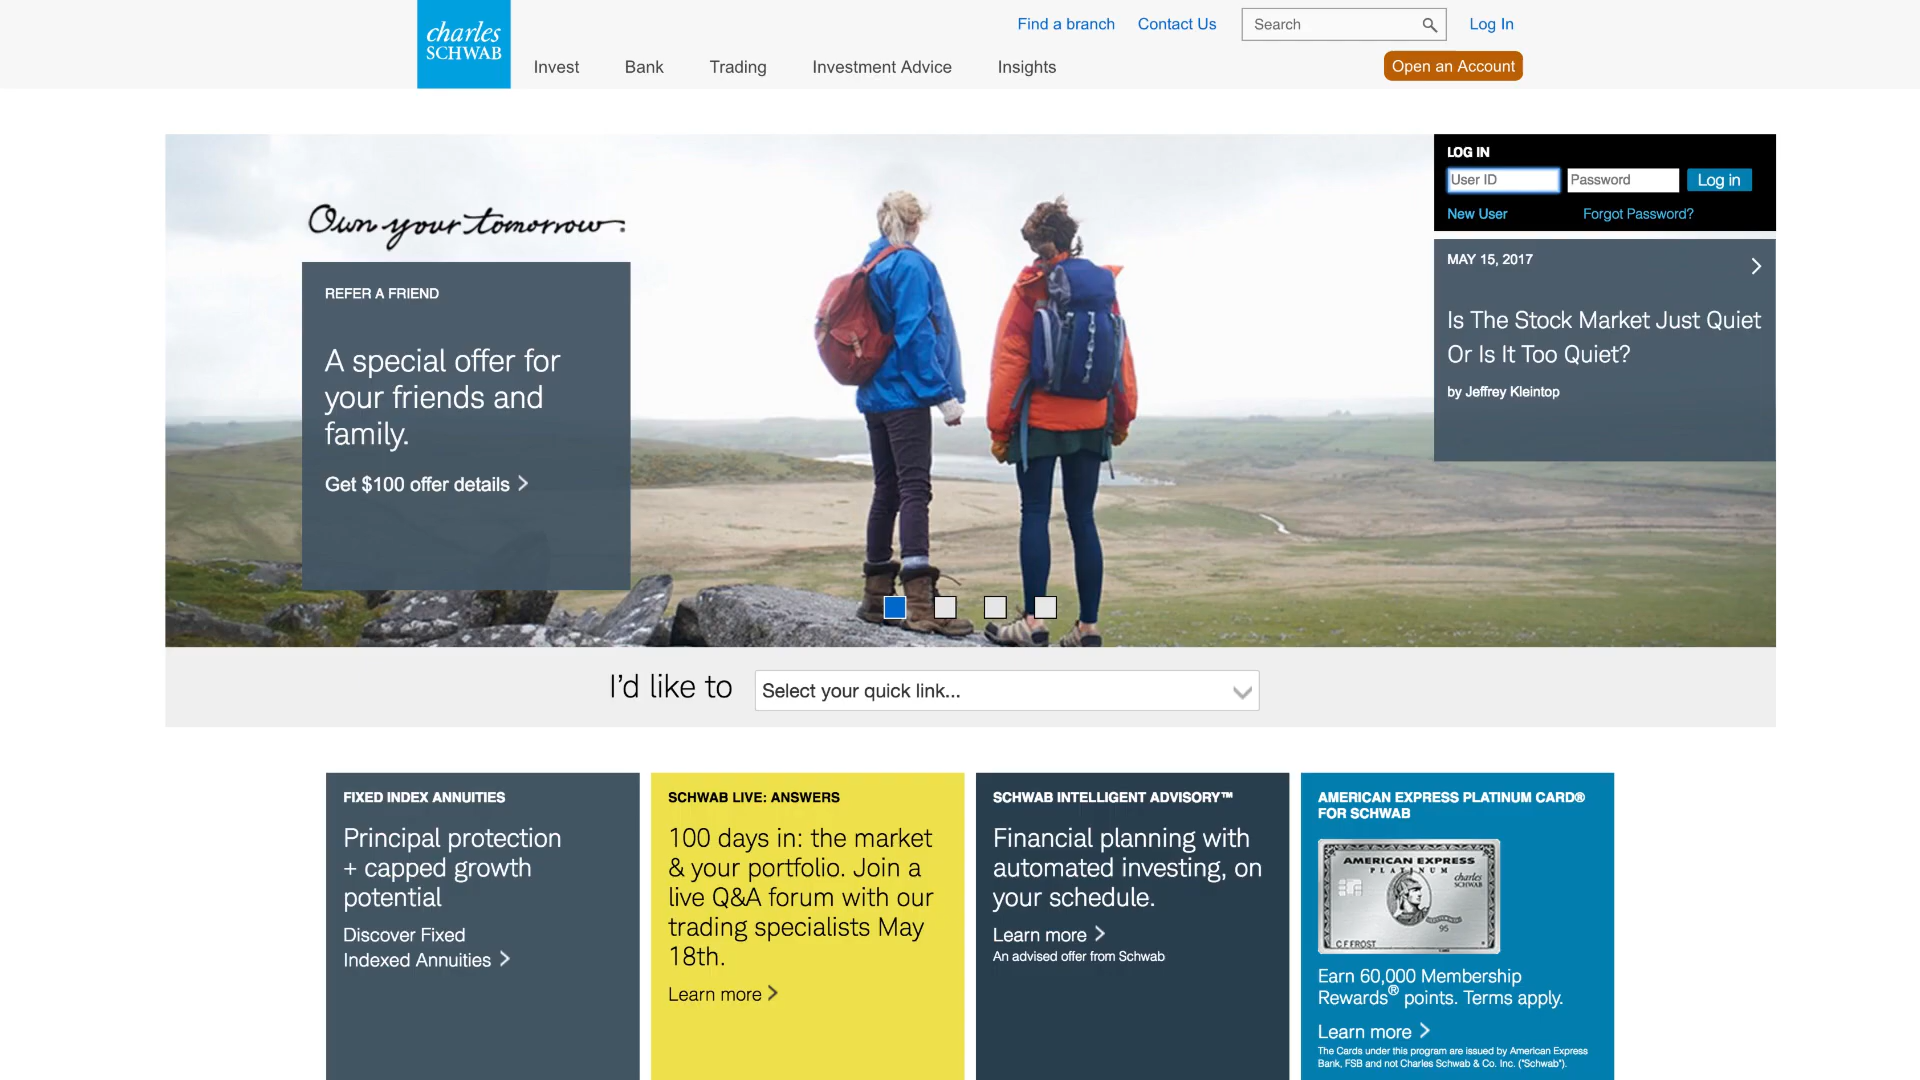 charles
SCHWAB
Find a branch
Contact Us
Search
Log In
Invest
Bank
Trading
Investment Advice
Insights
Open an Account
Own your tomorrow.
REFER A FRIEND
A special offer for
your friends and
family.
Get $100 offer details
LOG IN
User ID
Password
Log in
New User
Forgot Password?
MAY 15, 2017
Is The Stock Market Just Quiet
Or Is It Too Quiet?
by Jeffrey Kleintop
I'd like to
Select your quick link...
FIXED INDEX ANNUITIES
Principal protection
+ capped growth
potential
Discover Fixed
Indexed Annuities
SCHWAB LIVE: ANSWERS
100 days in: the market
& your portfolio. Join a
live Q&A forum with our
trading specialists May
18th.
Learn more
SCHWAB INTELLIGENT ADVISORY™
Financial planning with
automated investing, on
your schedule.
Learn more
An advised offer from Schwab
AMERICAN EXPRESS PLATINUM CARD®
FOR SCHWAB
AMERICAN EXPRESS
PLATINUM
charles
SCHWAB
95
C F FROST
Earn 60,000 Membership
Rewards® points. Terms apply.
Learn more
The Cards under this program are issued by American Express
Bank, FSB and not Charles Schwab & Co. Inc. ("Schwab").